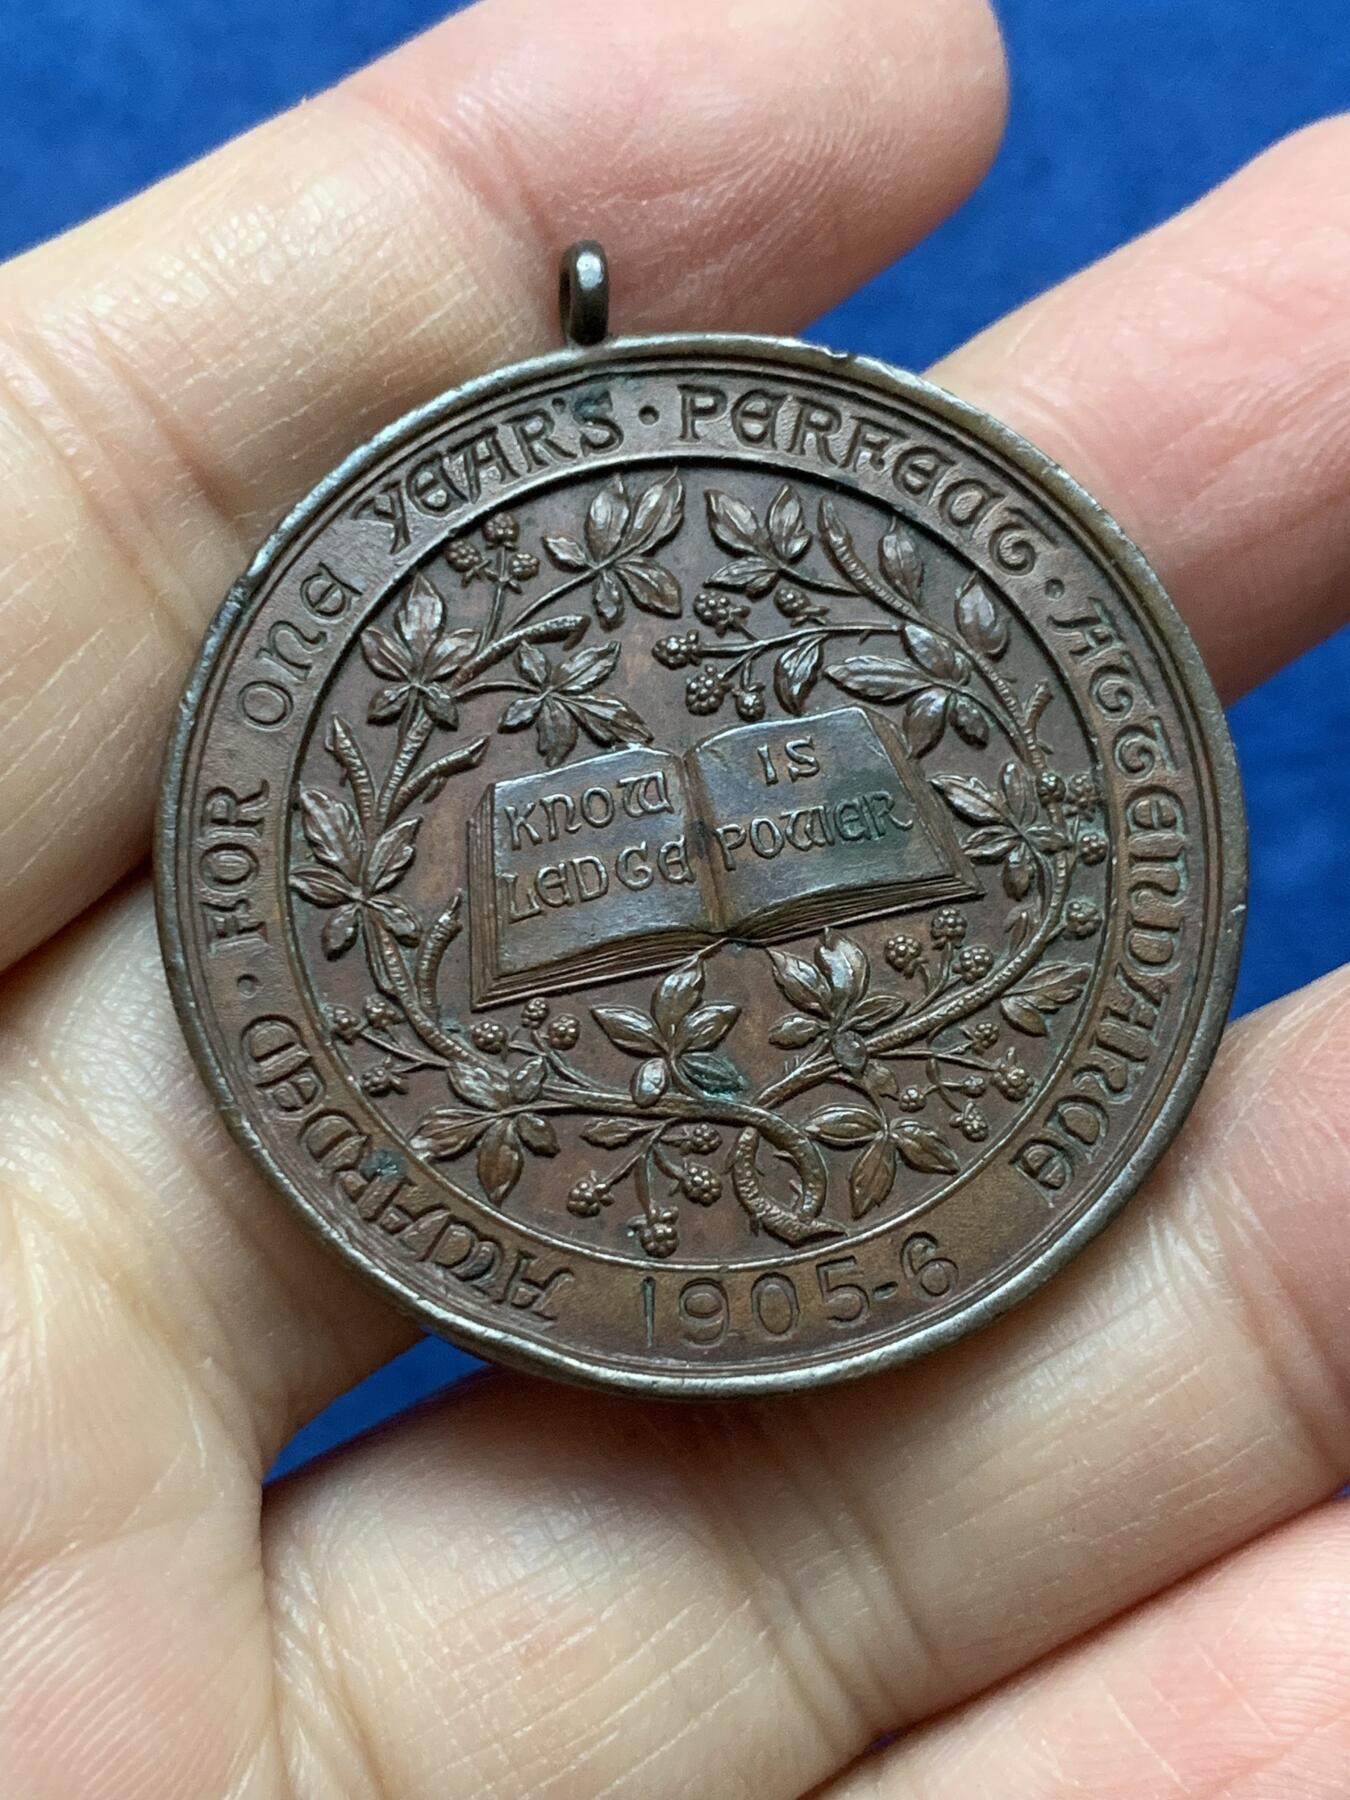 AWARDED · FOR ONE YEAR'S · PERFECT · ATTENDANCE
1905-6
KNOW
LEDGE
IS
POWER